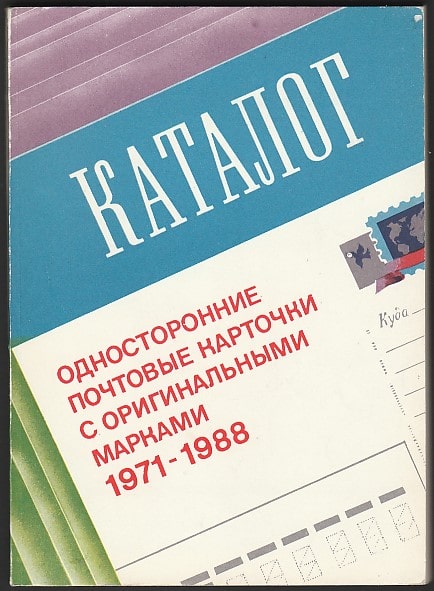 КАТАЛОГ
ОДНОСТОРОННИЕ
ПОЧТОВЫЕ КАРТОЧКИ
С ОРИГИНАЛЬНЫМИ
МАРКАМИ
1971-1988
Куда